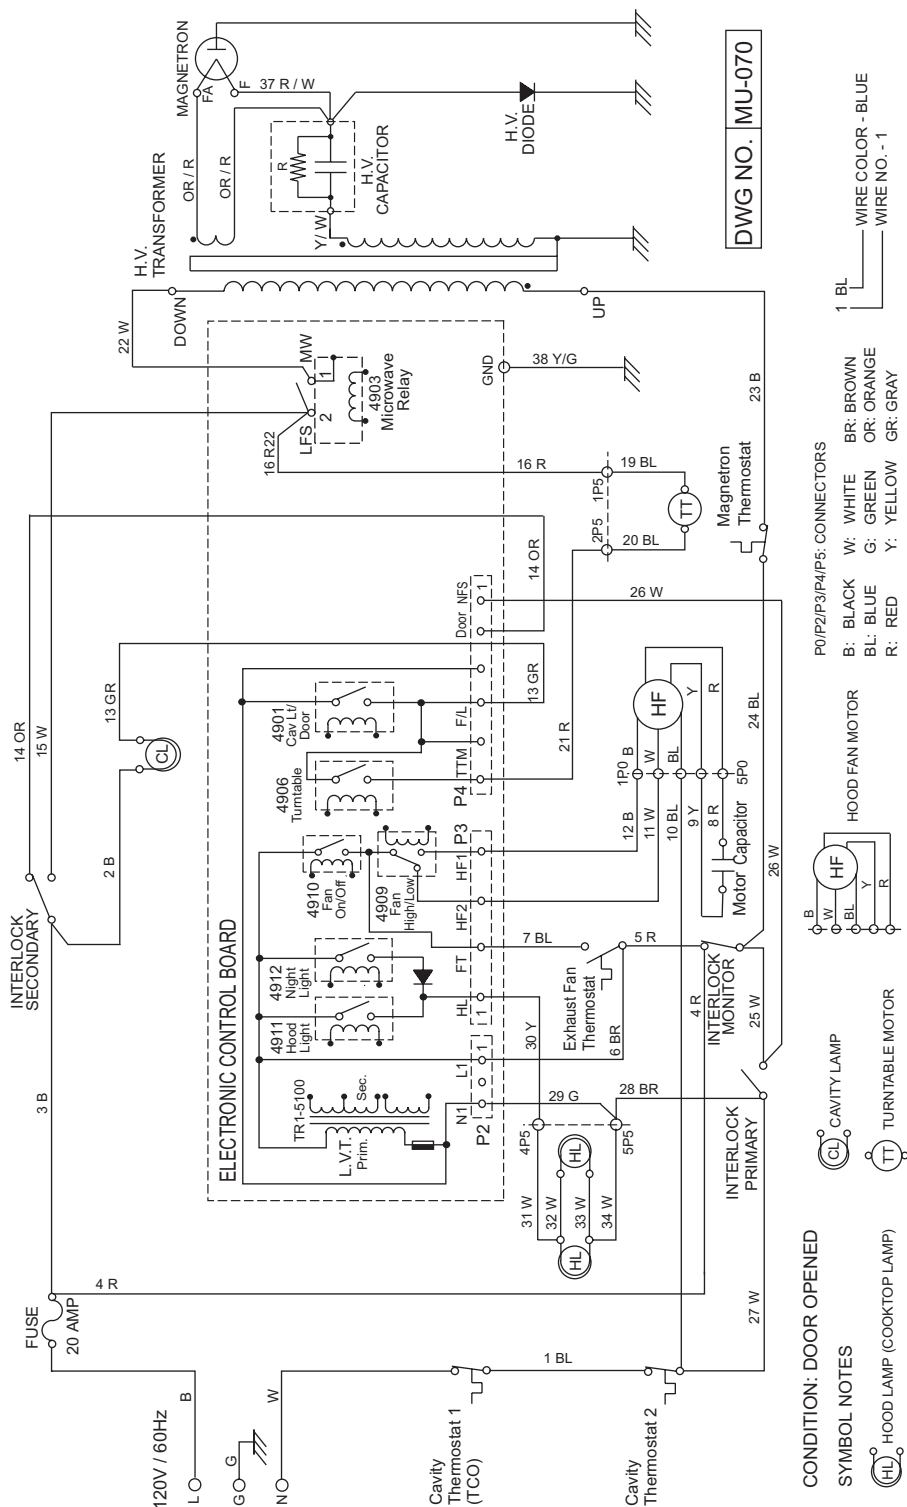 120V / 60Hz
L
G
N
B
G
W
FUSE
20 AMP
4 R
3 B
INTERLOCK
SECONDARY
2 B
14 OR
15 W
CL
13 GR
22 W
H.V.
TRANSFORMER
DOWN
UP
MAGNETRON
FA
F
OR / R
OR / R
37 R / W
R
H.V.
CAPACITOR
Y/ W
H.V.
DIODE
ELECTRONIC CONTROL BOARD
TR1-5100
Sec.
L.V.T.
Prim.
4911
Hood
Light
4912
Night
Light
4910
Fan
On/Off
4909
Fan
High/Low
4906
Turntable
4901
Cav Lt/
Door
LFS
MW
2
1
4903
Microwave
Relay
16 R22
GND
38 Y/G
P2
N1
L1
1
HL
1
FT
HF2
HF1
P3
P4
TTM
F/L
Door
NFS
1
13 GR
14 OR
16 R
1P5
2P5
19 BL
20 BL
TT
21 R
26 W
Magnetron
Thermostat
23 B
24 BL
26 W
HF
Y
R
1P0
5P0
B
W
BL
12 B
11 W
10 BL
9 Y
8 R
Motor Capacitor
7 BL
Exhaust Fan
Thermostat
5 R
6 BR
4 R
INTERLOCK
MONITOR
25 W
30 Y
29 G
28 BR
4P5
5P5
31 W
32 W
33 W
34 W
HL
HL
INTERLOCK
PRIMARY
27 W
Cavity
Thermostat 1
(TCO)
1 BL
Cavity
Thermostat 2
DWG NO.
MU-070
CONDITION: DOOR OPENED
SYMBOL NOTES
HL
HOOD LAMP (COOKTOP LAMP)
CL
CAVITY LAMP
TT
TURNTABLE MOTOR
B
W
BL
Y
R
HF
HOOD FAN MOTOR
P0/P2/P3/P4/P5: CONNECTORS
B: BLACK W: WHITE BR: BROWN
BL: BLUE G: GREEN OR: ORANGE
R: RED Y: YELLOW GR: GRAY
1 BL
WIRE COLOR - BLUE
WIRE NO. - 1